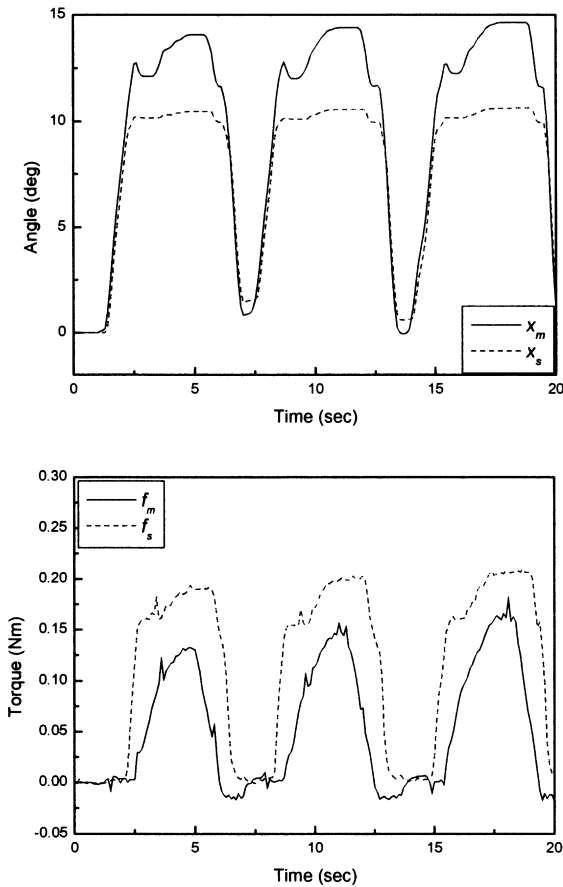 15
10
5
0
Angle (deg)
x_m
x_s
0 5 10 15 20
Time (sec)
0.30
0.25
0.20
0.15
0.10
0.05
0.00
-0.05
Torque (Nm)
f_m
f_s
0 5 10 15 20
Time (sec)